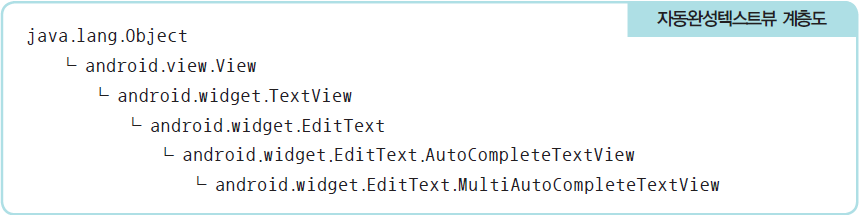 자동완성텍스트뷰 계층도
java.lang.Object
└ android.view.View
└ android.widget.TextView
└ android.widget.EditText
└ android.widget.EditText.AutoCompleteTextView
└ android.widget.EditText.MultiAutoCompleteTextView